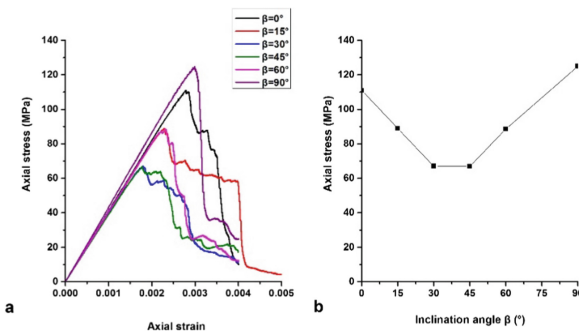 β=0°
β=15°
β=30°
β=45°
β=60°
β=90°
140
120
100
80
60
40
20
0
Axial stress (MPa)
0.000 0.001 0.002 0.003 0.004 0.005
Axial strain
a
140
120
100
80
60
40
20
0
Axial stress (MPa)
0 15 30 45 60 90
Inclination angle β (°)
b